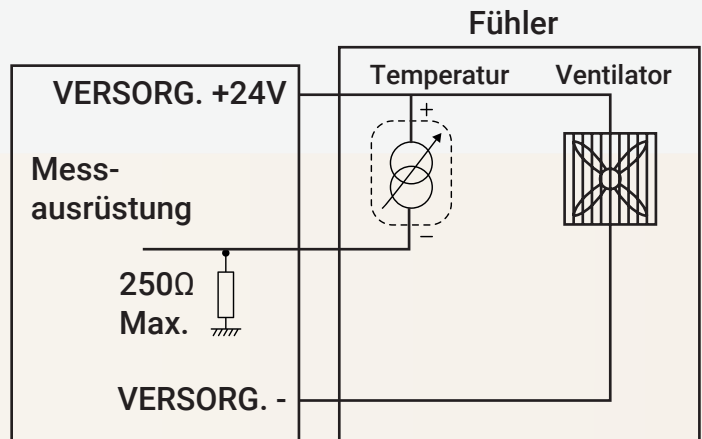 Fühler
VERSORG. +24V
Temperatur
Ventilator
+
Mess-
ausrüstung
−
250Ω
Max.
VERSORG. -